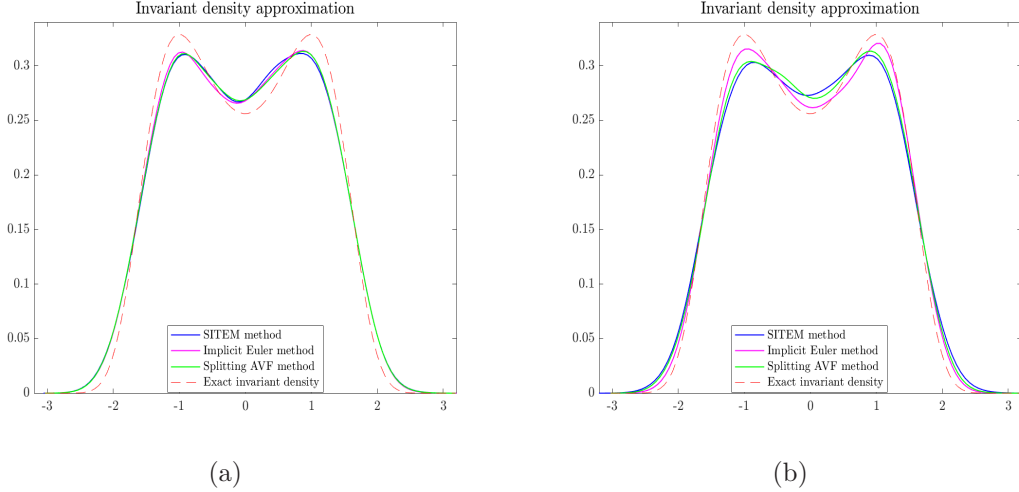 Invariant density approximation
0.3
0.25
0.2
0.15
0.1
0.05
0
-3 -2 -1 0 1 2 3
SITEM method
Implicit Euler method
Splitting AVF method
Exact invariant density
(a)
Invariant density approximation
0.3
0.25
0.2
0.15
0.1
0.05
0
-3 -2 -1 0 1 2 3
SITEM method
Implicit Euler method
Splitting AVF method
Exact invariant density
(b)